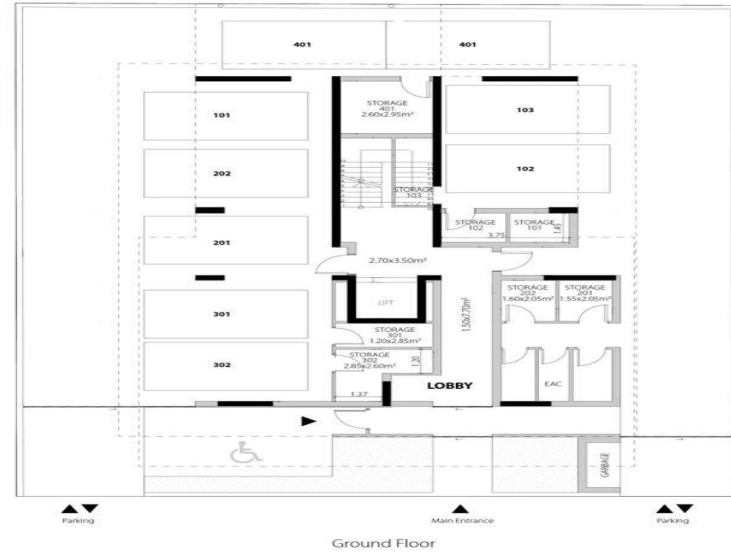 401
401
101
STORAGE
401
2.60x2.95m²
103
202
STORAGE
103
102
201
STORAGE
102
3.75
STORAGE
101
1.45
2.70x3.50m²
301
LIFT
1.50x7.70m²
STORAGE
202
1.60x2.05m²
STORAGE
201
1.55x2.05m²
STORAGE
301
1.20x2.85m²
302
STORAGE
302
2.85x2.60m²
1.20
1.37
LOBBY
EAC
GARBAGE
Parking
Main Entrance
Parking
Ground Floor